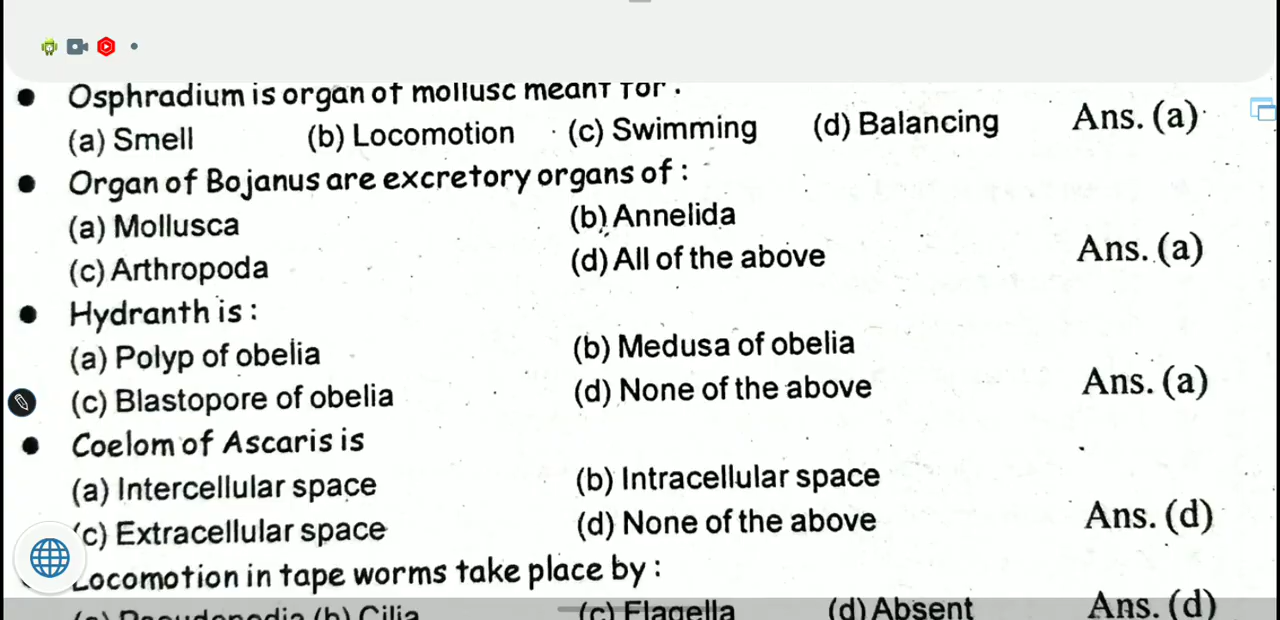 Osphradium is organ of mollusc meant for .
(a) Smell (b) Locomotion (c) Swimming (d) Balancing Ans. (a)
Organ of Bojanus are excretory organs of :
(a) Mollusca (b) Annelida
(c) Arthropoda (d) All of the above Ans. (a)
Hydranth is :
(a) Polyp of obelia (b) Medusa of obelia
(c) Blastopore of obelia (d) None of the above Ans. (a)
Coelom of Ascaris is
(a) Intercellular space (b) Intracellular space
(c) Extracellular space (d) None of the above Ans. (d)
Locomotion in tape worms take place by :
(a) Pseudopodia (b) Cilia (c) Flagella (d) Absent Ans. (d)